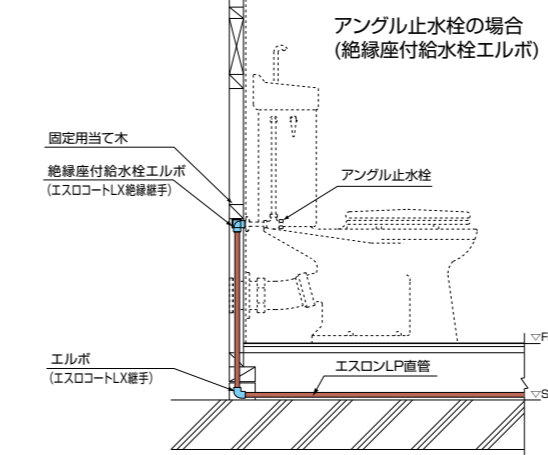 アングル止水栓の場合
(絶縁座付給水栓エルボ)
固定用当て木
絶縁座付給水栓エルボ
(エスロコートLX絶縁継手)
アングル止水栓
エルボ
(エスロコートLX継手)
エスロンLP直管
▽F
▽S